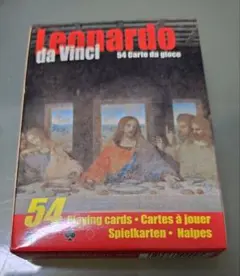 Leonardo
da Vinci
54 Carte da gioco
54 Playing cards • Cartes à jouer
Spielkarten • Naipes